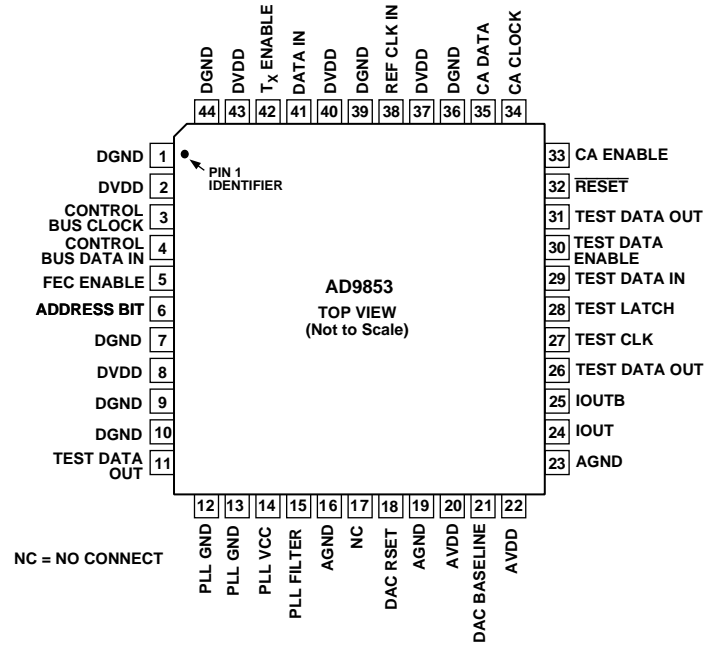 DGND
DVDD
TX ENABLE
DATA IN
DVDD
DGND
REF CLK IN
DVDD
DGND
CA DATA
CA CLOCK
44 43 42 41 40 39 38 37 36 35 34
DGND 1
DVDD 2
CONTROL
BUS CLOCK 3
CONTROL
BUS DATA IN 4
FEC ENABLE 5
ADDRESS BIT 6
DGND 7
DVDD 8
DGND 9
DGND 10
TEST DATA
OUT 11
PIN 1
IDENTIFIER
AD9853
TOP VIEW
(Not to Scale)
33 CA ENABLE
32 RESET
31 TEST DATA OUT
30 TEST DATA
ENABLE
29 TEST DATA IN
28 TEST LATCH
27 TEST CLK
26 TEST DATA OUT
25 IOUTB
24 IOUT
23 AGND
12 13 14 15 16 17 18 19 20 21 22
PLL GND
PLL GND
PLL VCC
PLL FILTER
AGND
NC
DAC RSET
AGND
AVDD
DAC BASELINE
AVDD
NC = NO CONNECT